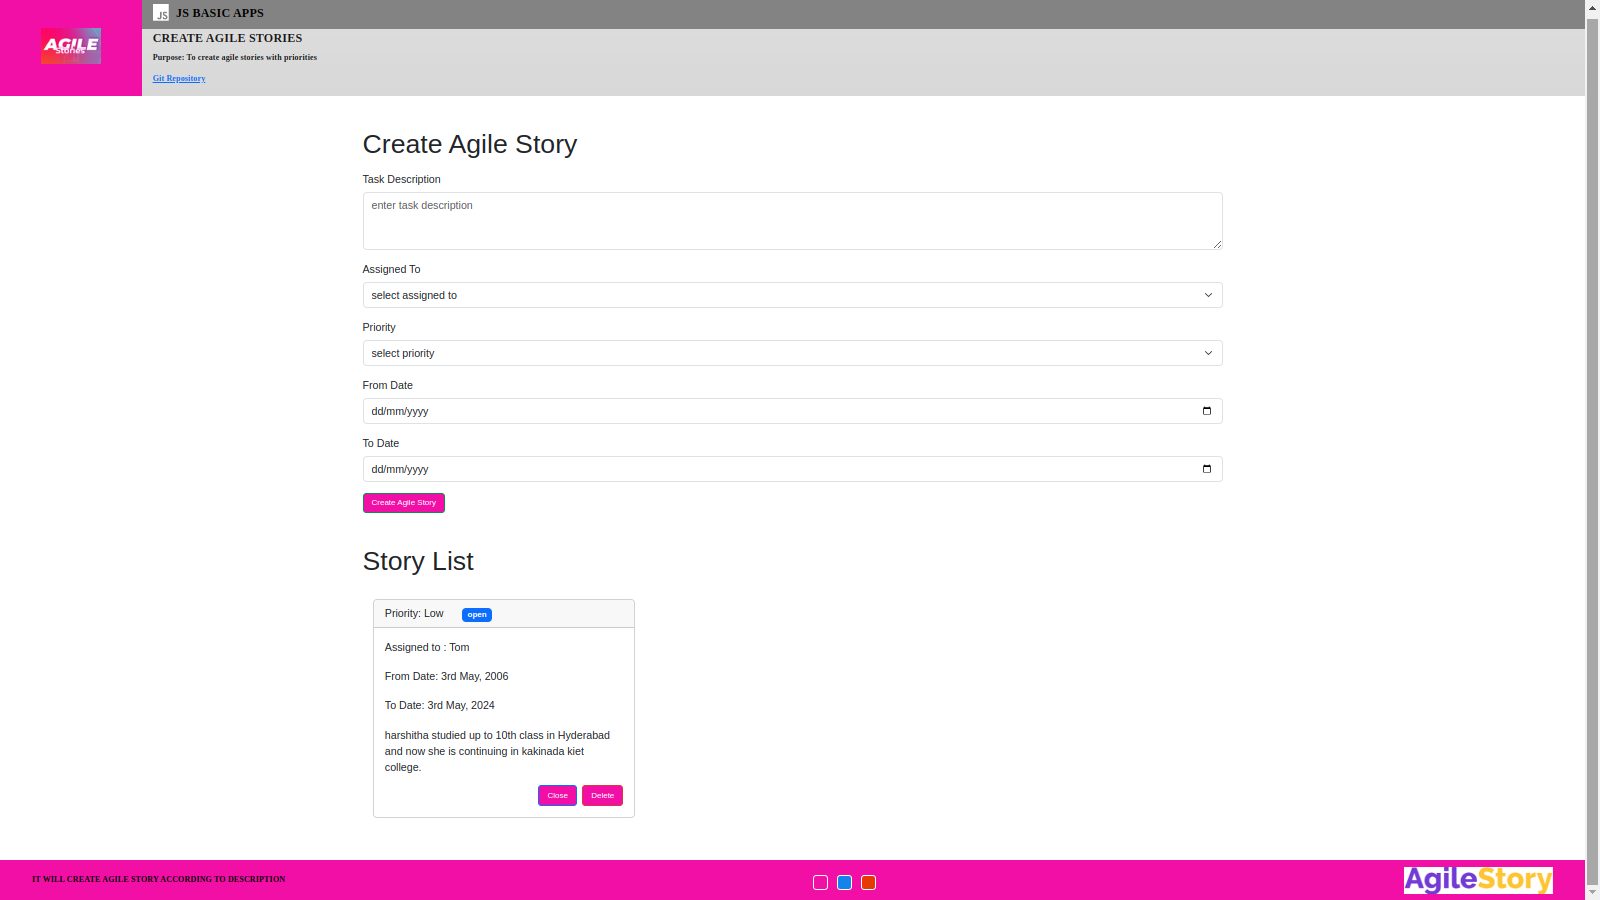 AGILE
Stories
JS
JS BASIC APPS
CREATE AGILE STORIES
Purpose: To create agile stories with priorities
Git Repository
Create Agile Story
Task Description
enter task description
Assigned To
select assigned to
Priority
select priority
From Date
dd/mm/yyyy
To Date
dd/mm/yyyy
Create Agile Story
Story List
Priority: Low open
Assigned to : Tom
From Date: 3rd May, 2006
To Date: 3rd May, 2024
harshitha studied up to 10th class in Hyderabad
and now she is continuing in kakinada kiet
college.
Close Delete
IT WILL CREATE AGILE STORY ACCORDING TO DESCRIPTION
AgileStory